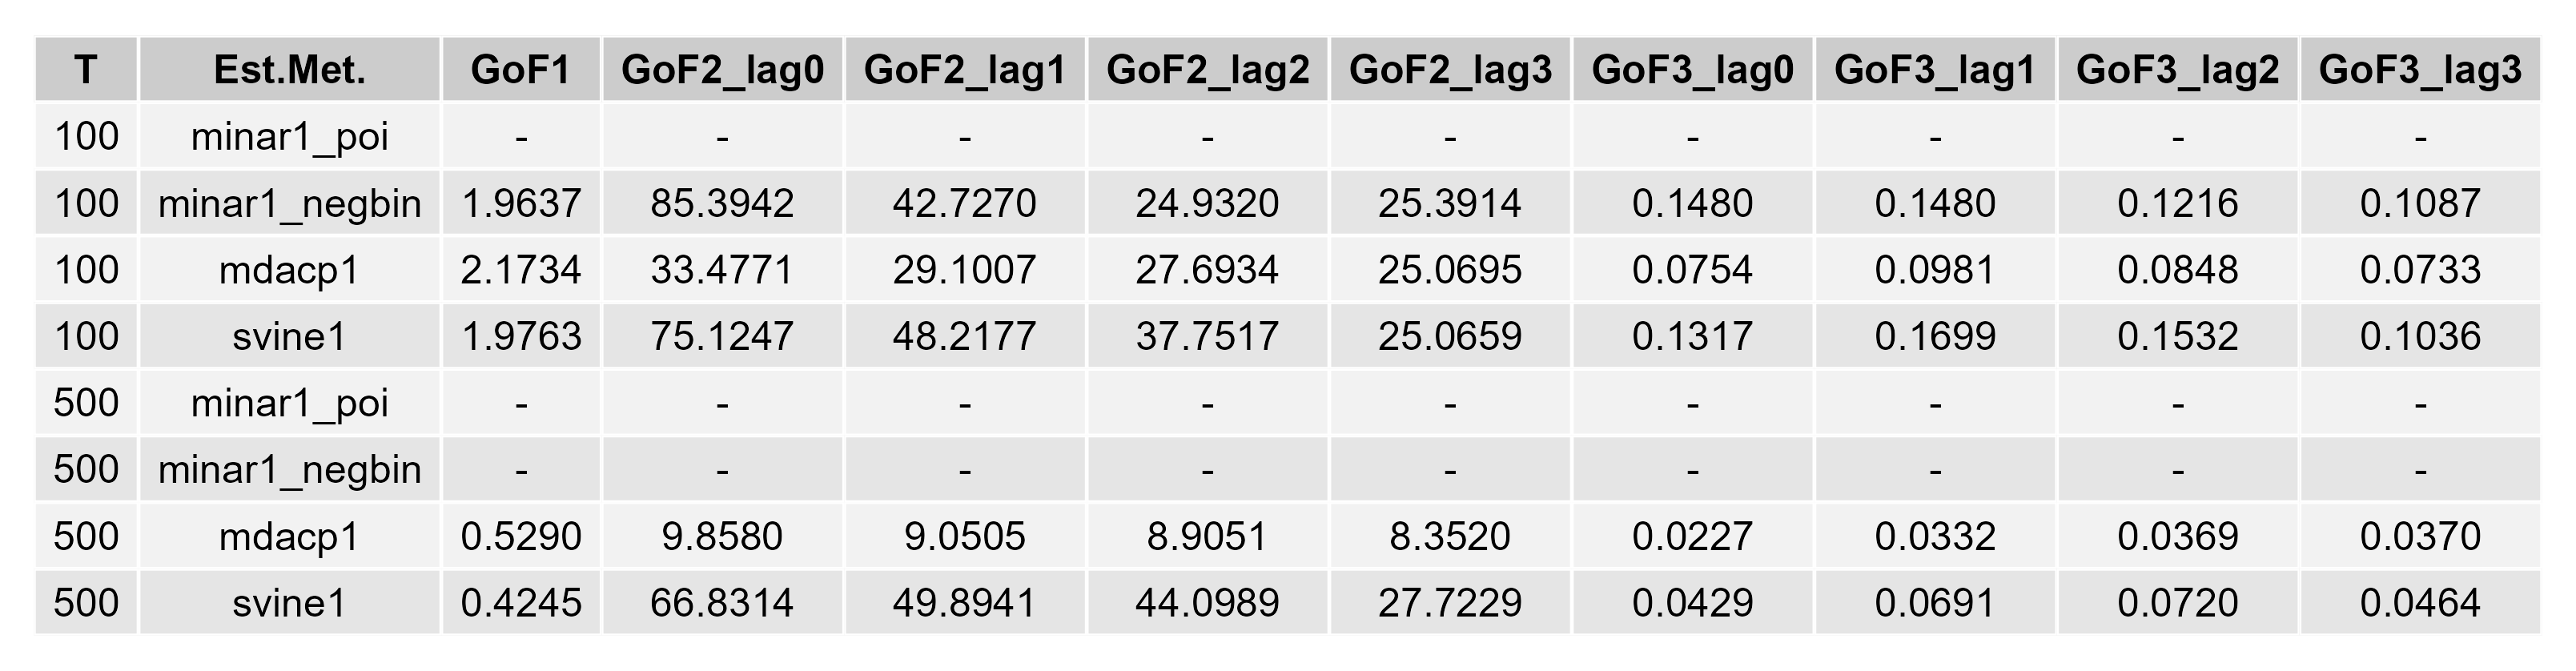 T Est.Met. GoF1 GoF2_lag0 GoF2_lag1 GoF2_lag2 GoF2_lag3 GoF3_lag0 GoF3_lag1 GoF3_lag2 GoF3_lag3
100 minar1_poi - - - - - - - - -
100 minar1_negbin 1.9637 85.3942 42.7270 24.9320 25.3914 0.1480 0.1480 0.1216 0.1087
100 mdacp1 2.1734 33.4771 29.1007 27.6934 25.0695 0.0754 0.0981 0.0848 0.0733
100 svine1 1.9763 75.1247 48.2177 37.7517 25.0659 0.1317 0.1699 0.1532 0.1036
500 minar1_poi - - - - - - - - -
500 minar1_negbin - - - - - - - - -
500 mdacp1 0.5290 9.8580 9.0505 8.9051 8.3520 0.0227 0.0332 0.0369 0.0370
500 svine1 0.4245 66.8314 49.8941 44.0989 27.7229 0.0429 0.0691 0.0720 0.0464